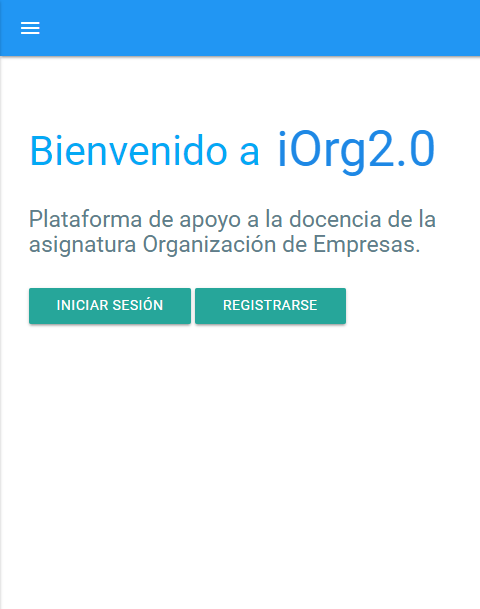 Bienvenido a iOrg2.0
Plataforma de apoyo a la docencia de la
asignatura Organización de Empresas.
INICIAR SESIÓN REGISTRARSE